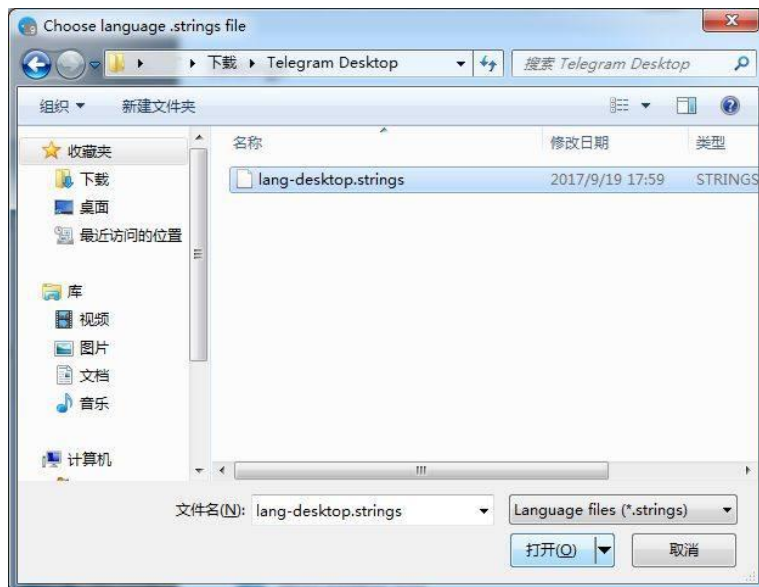 Choose language .strings file
下载 Telegram Desktop
搜索 Telegram Desktop
组织 新建文件夹
名称 修改日期 类型
lang-desktop.strings 2017/9/19 17:59 STRINGS
收藏夹
下载
桌面
最近访问的位置
库
视频
图片
文档
音乐
计算机
文件名(N): lang-desktop.strings Language files (*.strings)
打开(O) 取消